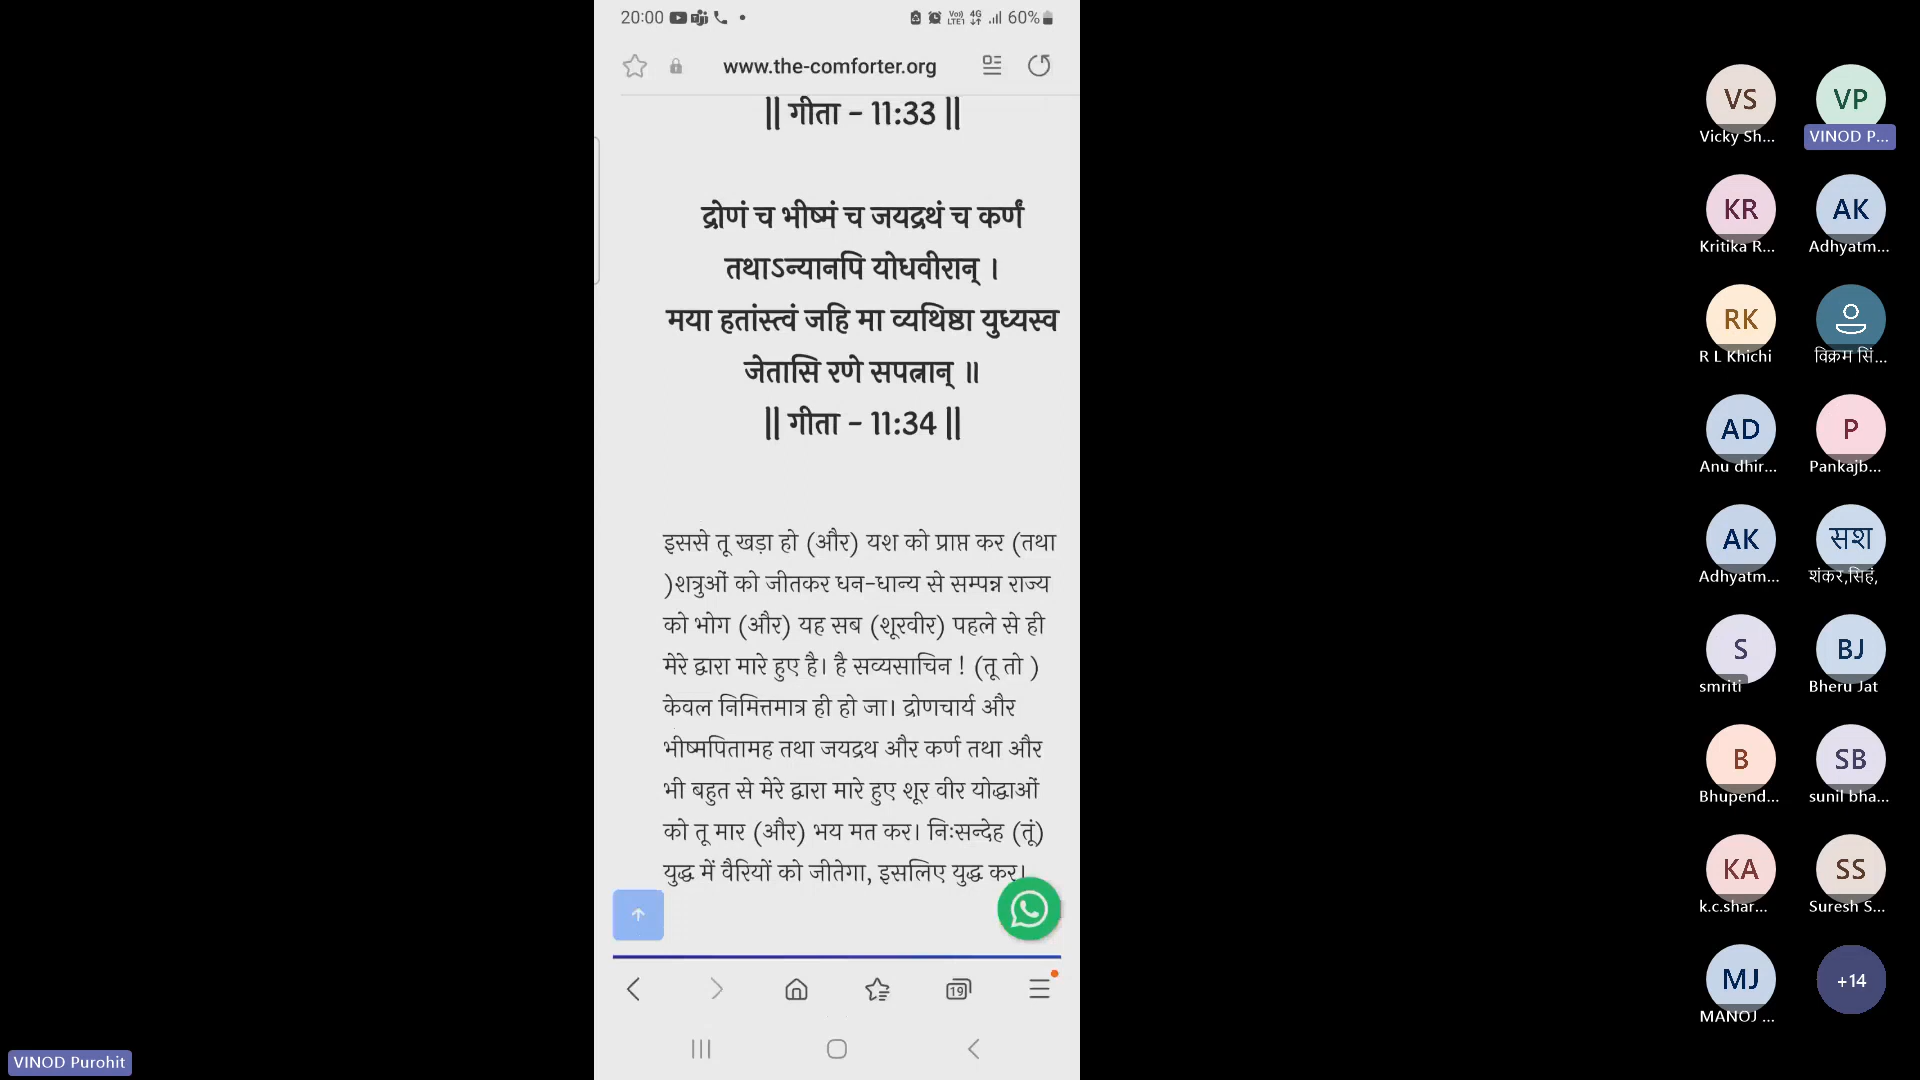 20:00 60%
www.the-comforter.org
|| गीता – 11:33 ||
द्रोणं च भीष्मं च जयद्रथं च कर्णं
तथाऽन्यानपि योधवीरान् ।
मया हतांस्त्वं जहि मा व्यथिष्ठा युध्यस्व
जेतासि रणे सपत्नान् ॥
|| गीता – 11:34 ||
इससे तू खड़ा हो (और) यश को प्राप्त कर (तथा
)शत्रुओं को जीतकर धन-धान्य से सम्पन्न राज्य
को भोग (और) यह सब (शूरवीर) पहले से ही
मेरे द्वारा मारे हुए है। है सव्यसाचिन ! (तू तो )
केवल निमित्तमात्र ही हो जा। द्रोणचार्य और
भीष्मपितामह तथा जयद्रथ और कर्ण तथा और
भी बहुत से मेरे द्वारा मारे हुए शूर वीर योद्धाओं
को तू मार (और) भय मत कर। निःसन्देह (तूं)
युद्ध में वैरियों को जीतेगा, इसलिए युद्ध कर।
19
VINOD Purohit
VS VP
Vicky Sh... VINOD P...
KR AK
Kritika R... Adhyatm...
RK
R L Khichi विक्रम सिं...
AD P
Anu dhir... Pankajb...
AK सश
Adhyatm... शंकर,सिहं,
S BJ
smriti Bheru Jat
B SB
Bhupend... sunil bha...
KA SS
k.c.shar... Suresh S...
MJ +14
MANOJ ...